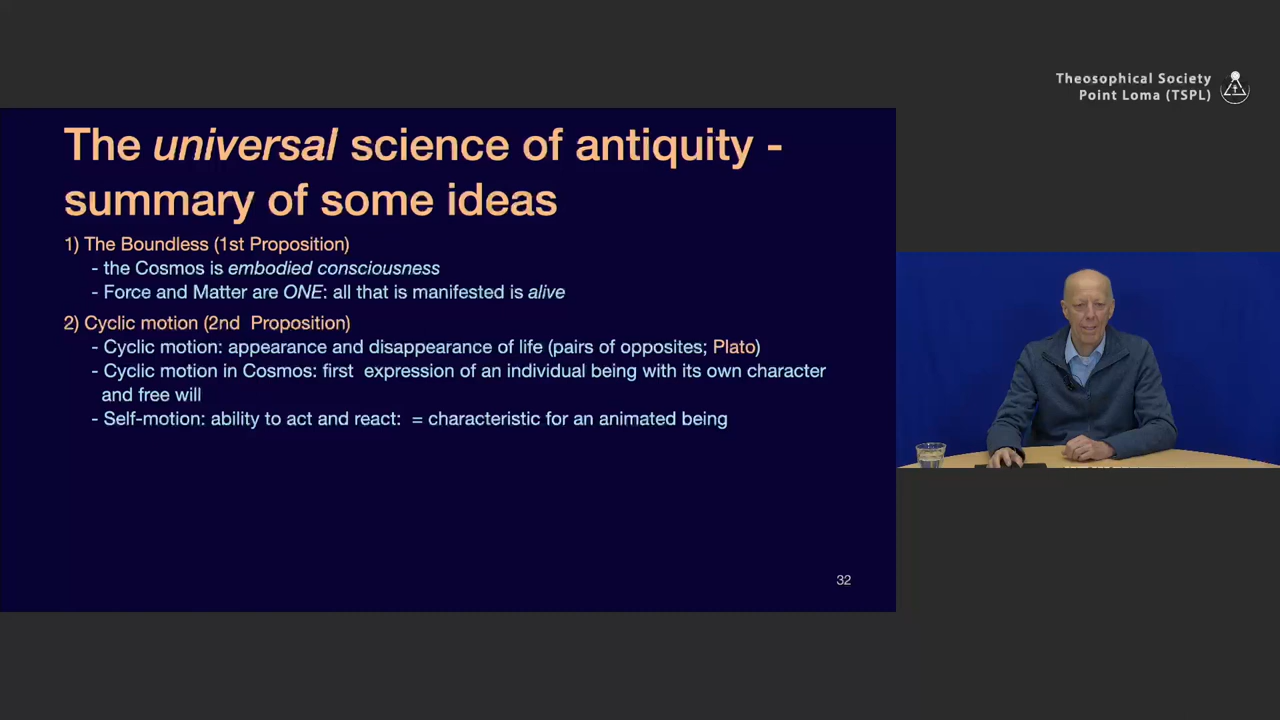 Theosophical Society
Point Loma (TSPL)
The universal science of antiquity -
summary of some ideas
1) The Boundless (1st Proposition)
- the Cosmos is embodied consciousness
- Force and Matter are ONE: all that is manifested is alive
2) Cyclic motion (2nd  Proposition)
- Cyclic motion: appearance and disappearance of life (pairs of opposites; Plato)
- Cyclic motion in Cosmos: first  expression of an individual being with its own character
and free will
- Self-motion: ability to act and react:  = characteristic for an animated being
32